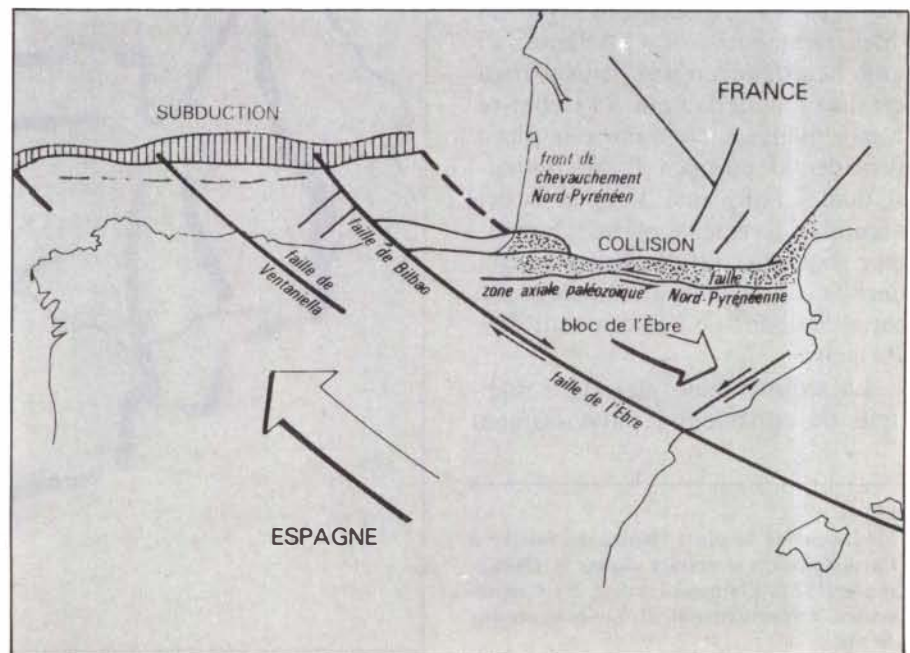 SUBDUCTION
FRANCE
front de
chevauchement
Nord-Pyrénéen
COLLISION
faille de Bilbao
faille de
Ventaniella
faille
Nord-Pyrénéenne
zone axiale paléozoïque
bloc de l'Èbre
faille de l'Èbre
ESPAGNE